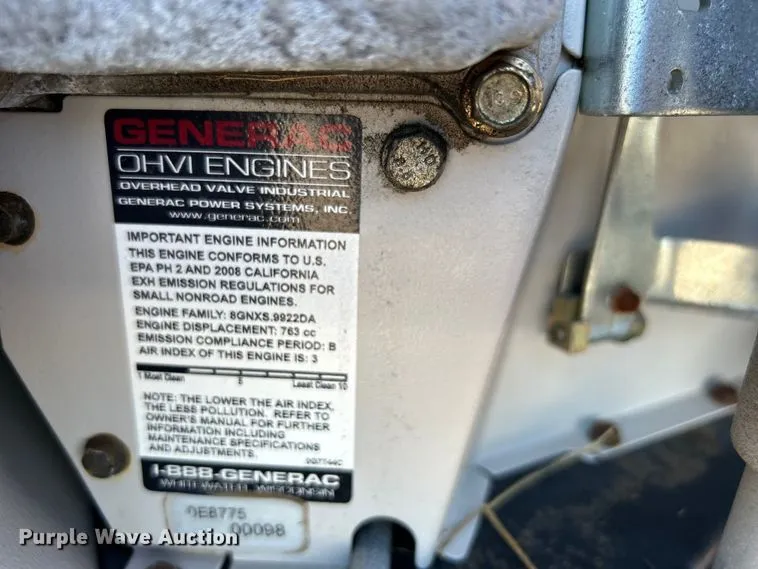 GENERAC
OHVI ENGINES
OVERHEAD VALVE INDUSTRIAL
GENERAC POWER SYSTEMS, INC.
www.generac.com
IMPORTANT ENGINE INFORMATION
THIS ENGINE CONFORMS TO U.S.
EPA PH 2 AND 2008 CALIFORNIA
EXH EMISSION REGULATIONS FOR
SMALL NONROAD ENGINES.
ENGINE FAMILY: 8GNXS.9922DA
ENGINE DISPLACEMENT: 763 cc
EMISSION COMPLIANCE PERIOD: B
AIR INDEX OF THIS ENGINE IS: 3
1 Most Clean 5 Least Clean 10
NOTE: THE LOWER THE AIR INDEX,
THE LESS POLLUTION. REFER TO
OWNER'S MANUAL FOR FURTHER
INFORMATION INCLUDING
MAINTENANCE SPECIFICATIONS
AND ADJUSTMENTS.
1-888-GENERAC
WHITEWATER, WISCONSIN
0E8775
00098
Purple Wave Auction